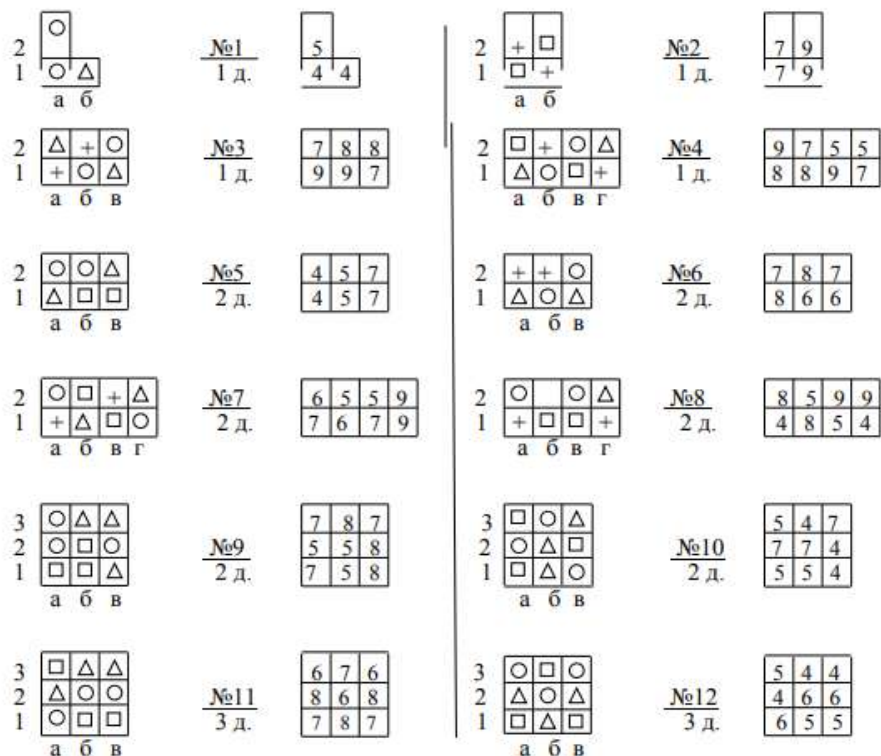 2 №1 5
1 1 д. 4 4
а б
2 №2 7 9
1 1 д. 7 9
а б
2 №3 7 8 8
1 1 д. 9 9 7
а б в
2 №4 9 7 5 5
1 1 д. 8 8 9 7
а б в г
2 №5 4 5 7
1 2 д. 4 5 7
а б в
2 №6 7 8 7
1 2 д. 8 6 6
а б в
2 №7 6 5 5 9
1 2 д. 7 6 7 9
а б в г
2 №8 8 5 9 9
1 2 д. 4 8 5 4
а б в г
3 7 8 7
2 №9 5 5 8
1 2 д. 7 5 8
а б в
3 5 4 7
2 №10 7 7 4
1 2 д. 5 5 4
а б в
3 6 7 6
2 №11 8 6 8
1 3 д. 7 8 7
а б в
3 5 4 4
2 №12 4 6 6
1 3 д. 6 5 5
а б в